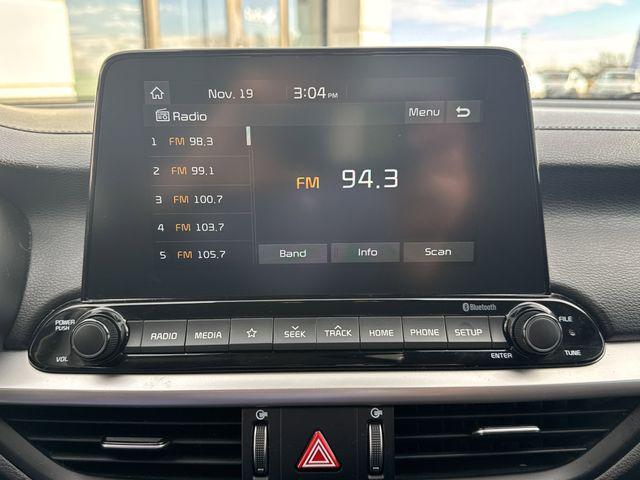 Nov. 19 3:04 PM
Radio Menu
1 FM 98.3
2 FM 99.1
3 FM 100.7
4 FM 103.7
5 FM 105.7
FM 94.3
Band Info Scan
Bluetooth
POWER PUSH
VOL
RADIO MEDIA SEEK TRACK HOME PHONE SETUP
FILE
ENTER
TUNE